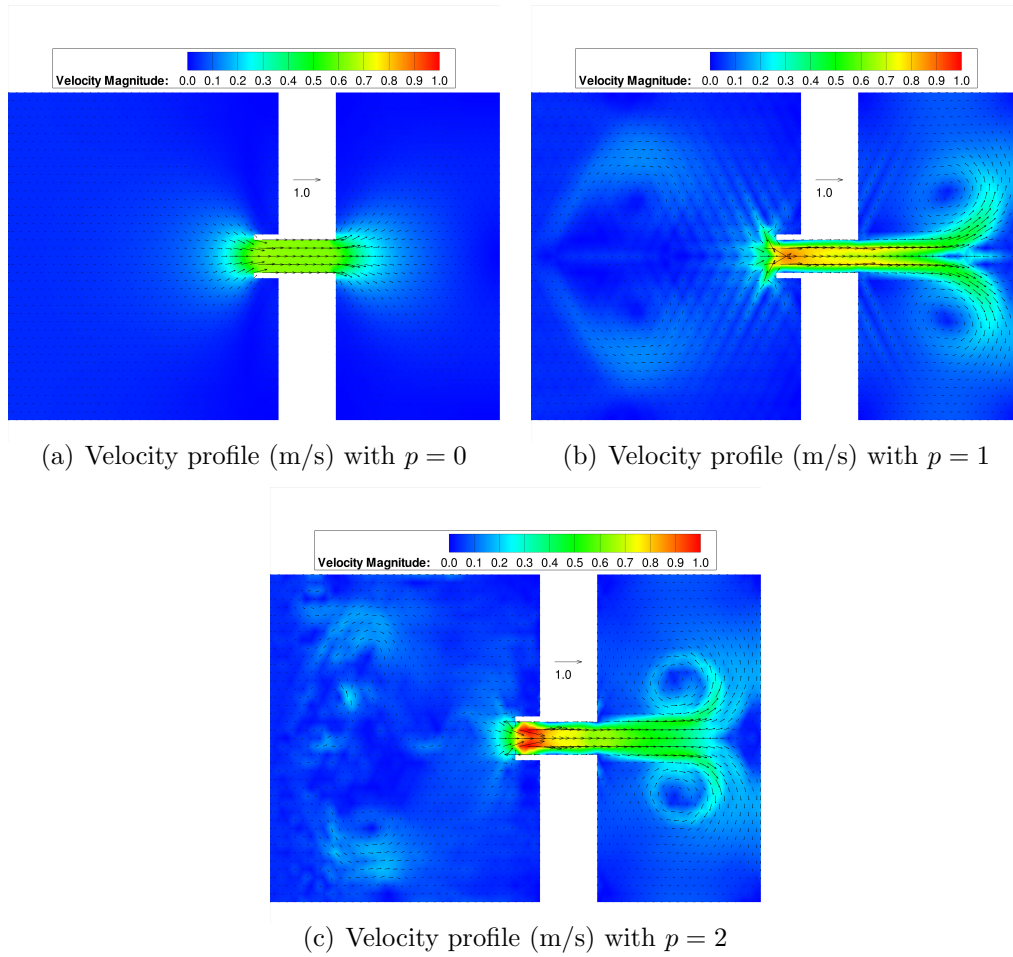 Velocity Magnitude: 0.0 0.1 0.2 0.3 0.4 0.5 0.6 0.7 0.8 0.9 1.0
1.0
(a) Velocity profile (m/s) with p = 0
Velocity Magnitude: 0.0 0.1 0.2 0.3 0.4 0.5 0.6 0.7 0.8 0.9 1.0
1.0
(b) Velocity profile (m/s) with p = 1
Velocity Magnitude: 0.0 0.1 0.2 0.3 0.4 0.5 0.6 0.7 0.8 0.9 1.0
1.0
(c) Velocity profile (m/s) with p = 2